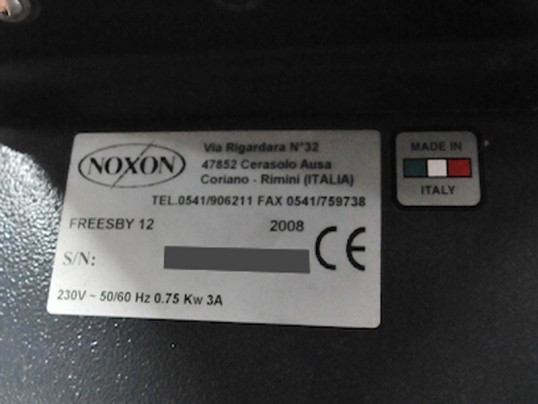 NOXON
Via Rigardara N°32
47852 Cerasolo Ausa
Coriano - Rimini (ITALIA)
TEL.0541/906211 FAX 0541/759738
FREESBY 12 2008
CE
S/N:
230V ~ 50/60 Hz 0.75 Kw 3A
MADE IN
ITALY